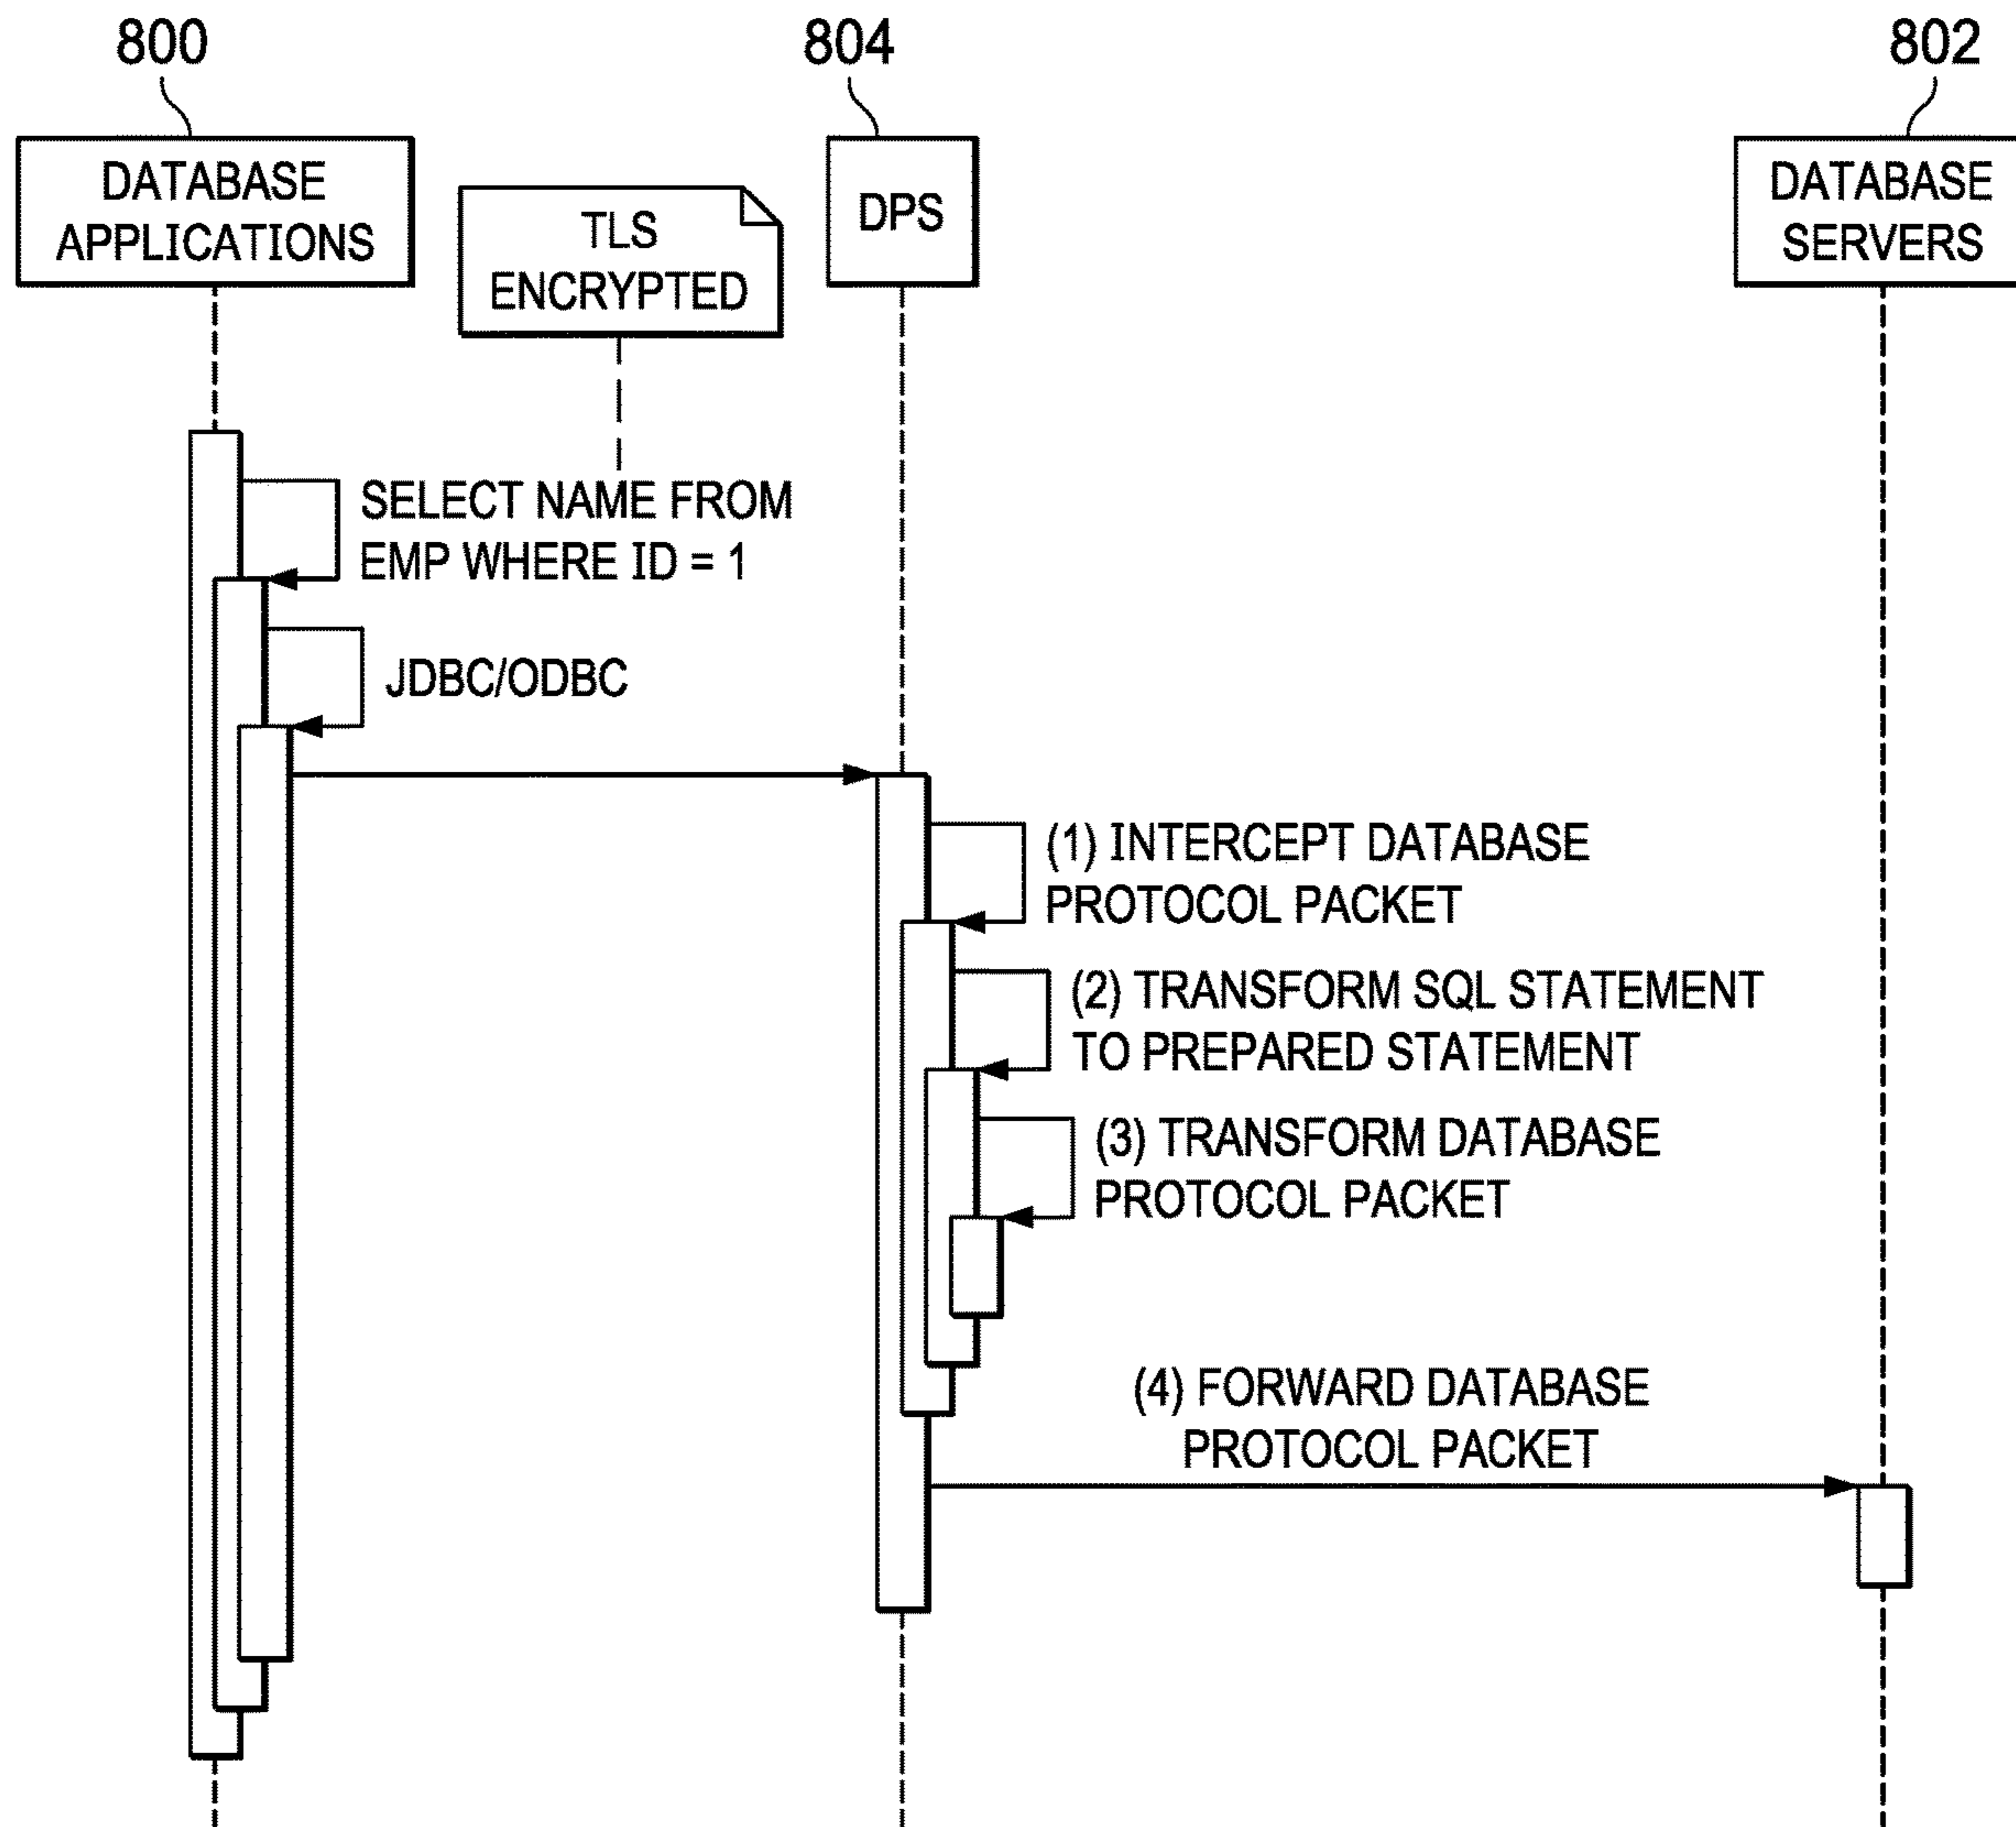 800
804
802
DATABASE
APPLICATIONS
TLS
ENCRYPTED
DPS
DATABASE
SERVERS
SELECT NAME FROM
EMP WHERE ID = 1
JDBC/ODBC
(1) INTERCEPT DATABASE
PROTOCOL PACKET
(2) TRANSFORM SQL STATEMENT
TO PREPARED STATEMENT
(3) TRANSFORM DATABASE
PROTOCOL PACKET
(4) FORWARD DATABASE
PROTOCOL PACKET